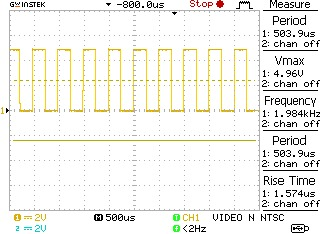 GWINSTEK -800.0us Stop Measure
Period
1: 503.9us
2: chan off
Vmax
1: 4.96V
2: chan off
Frequency
1: 1.984kHz
2: chan off
Period
1: 503.9us
2: chan off
Rise Time
1: 1.574us
2: chan off
1
1 = 2V M 500us T CH1 VIDEO N NTSC
2 = 2V f <2Hz